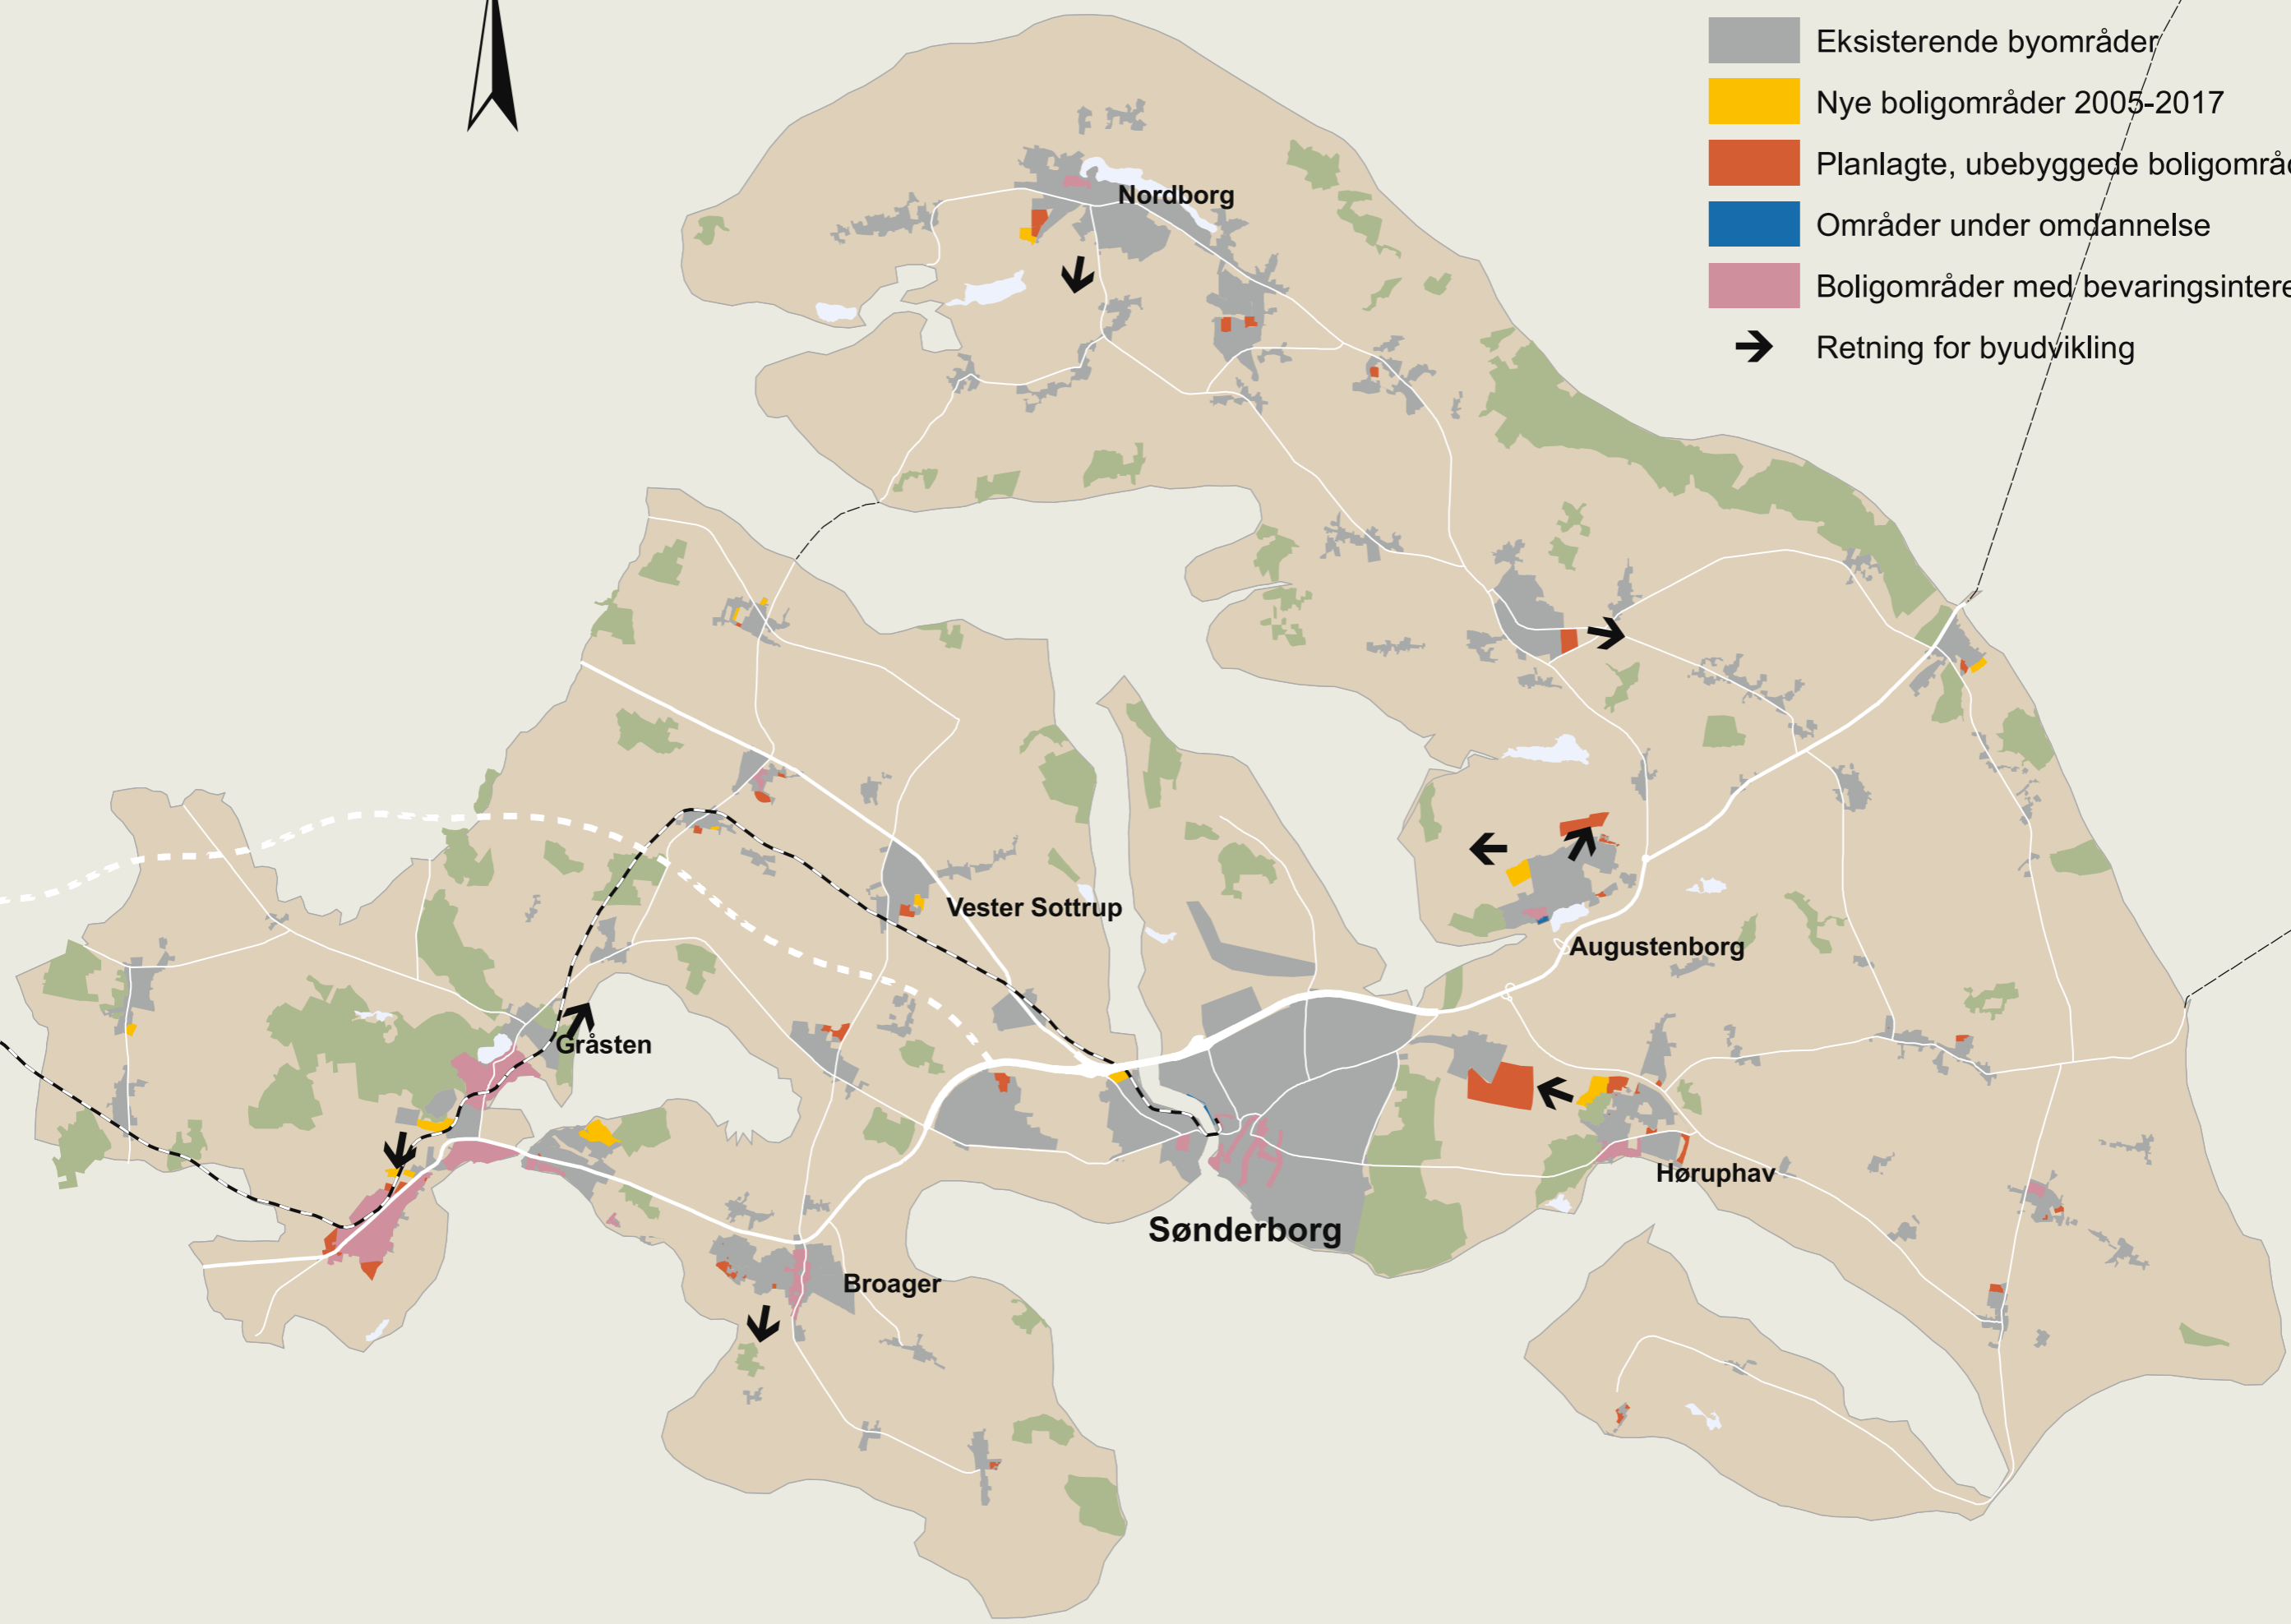 Eksisterende byområder
Nye boligområder 2005-2017
Planlagte, ubebyggede boligområd
Områder under omdannelse
Boligområder med bevaringsintere
Retning for byudvikling
Nordborg
Vester Sottrup
Augustenborg
Gråsten
Høruphav
Sønderborg
Broager